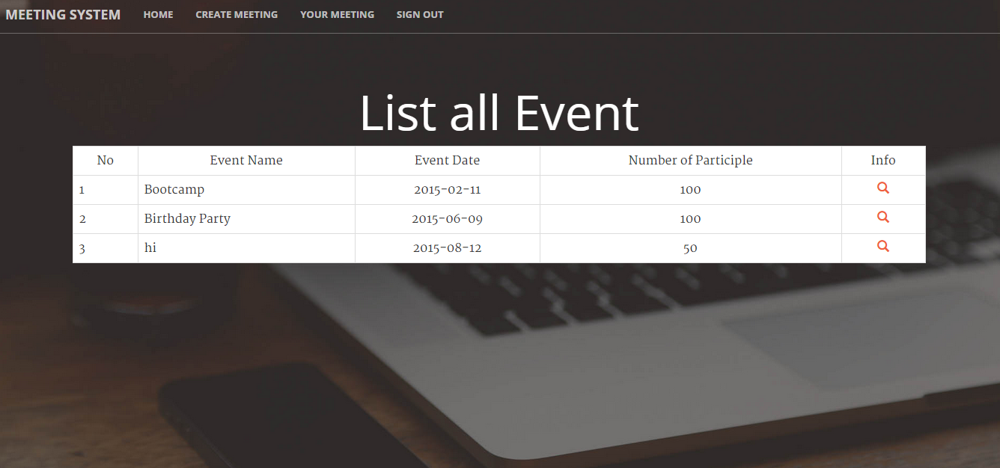 MEETING SYSTEM HOME CREATE MEETING YOUR MEETING SIGN OUT
List all Event
No Event Name Event Date Number of Participle Info
1 Bootcamp 2015-02-11 100
2 Birthday Party 2015-06-09 100
3 hi 2015-08-12 50